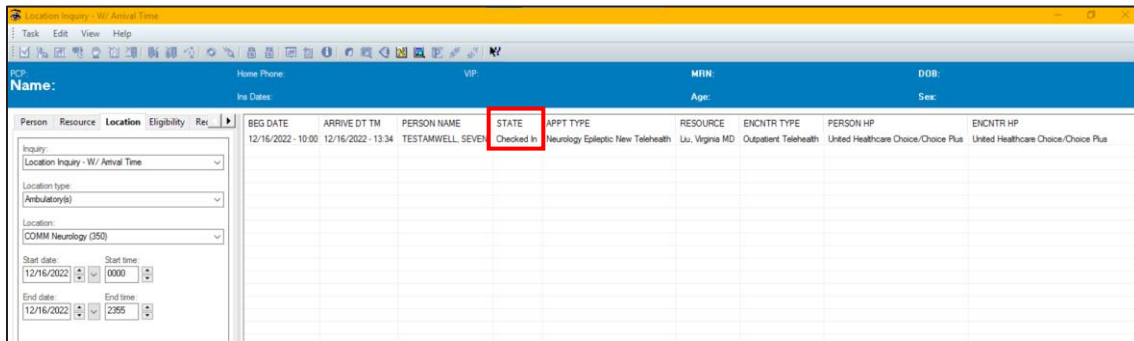 Location Inquiry - W/ Arrival Time
Task Edit View Help
PCP:
Home Phone:
VIP:
MRN:
DOB:
Name:
Ins Dates:
Age:
Sex:
Person Resource Location Eligibility Rec
Inquiry:
Location Inquiry - W/ Arrival Time
Location type:
Ambulatory(s)
Location:
COMM Neurology (350)
Start date: Start time:
12/16/2022 0000
End date: End time:
12/16/2022 2355
BEG DATE ARRIVE DT TM PERSON NAME STATE APPT TYPE RESOURCE ENCNTR TYPE PERSON HP ENCNTR HP
12/16/2022 - 10:00 12/16/2022 - 13:34 TESTAMWELL, SEVEN Checked In Neurology Epileptic New Telehealth Liu, Virginia MD Outpatient Telehealth United Healthcare Choice/Choice Plus United Healthcare Choice/Choice Plus